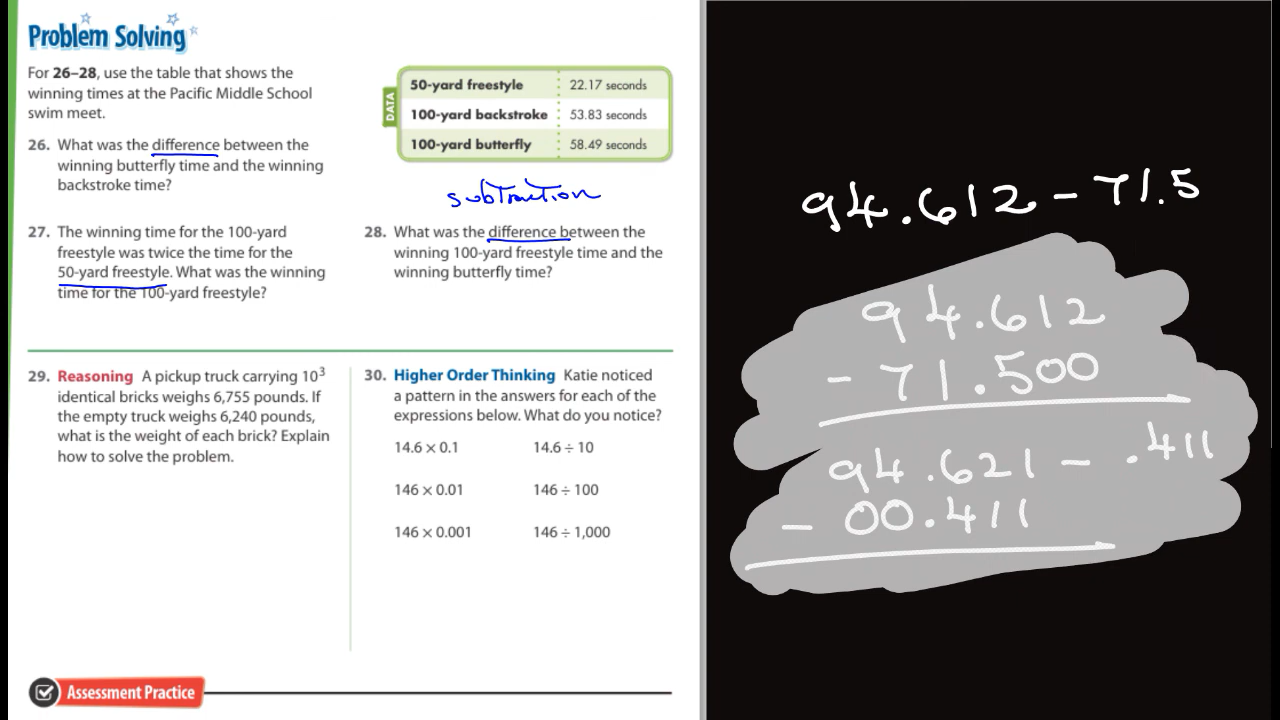 Problem Solving
For 26–28, use the table that shows the
winning times at the Pacific Middle School
swim meet.
DATA
50-yard freestyle 22.17 seconds
100-yard backstroke 53.83 seconds
100-yard butterfly 58.49 seconds
26. What was the difference between the
winning butterfly time and the winning
backstroke time?
subtraction
27. The winning time for the 100-yard
freestyle was twice the time for the
50-yard freestyle. What was the winning
time for the 100-yard freestyle?
28. What was the difference between the
winning 100-yard freestyle time and the
winning butterfly time?
29. Reasoning A pickup truck carrying 10³
identical bricks weighs 6,755 pounds. If
the empty truck weighs 6,240 pounds,
what is the weight of each brick? Explain
how to solve the problem.
30. Higher Order Thinking Katie noticed
a pattern in the answers for each of the
expressions below. What do you notice?
14.6 × 0.1 14.6 ÷ 10
146 × 0.01 146 ÷ 100
146 × 0.001 146 ÷ 1,000
Assessment Practice
94.612 - 71.5
94.612
- 71.500
94.621 - .411
- 00.411